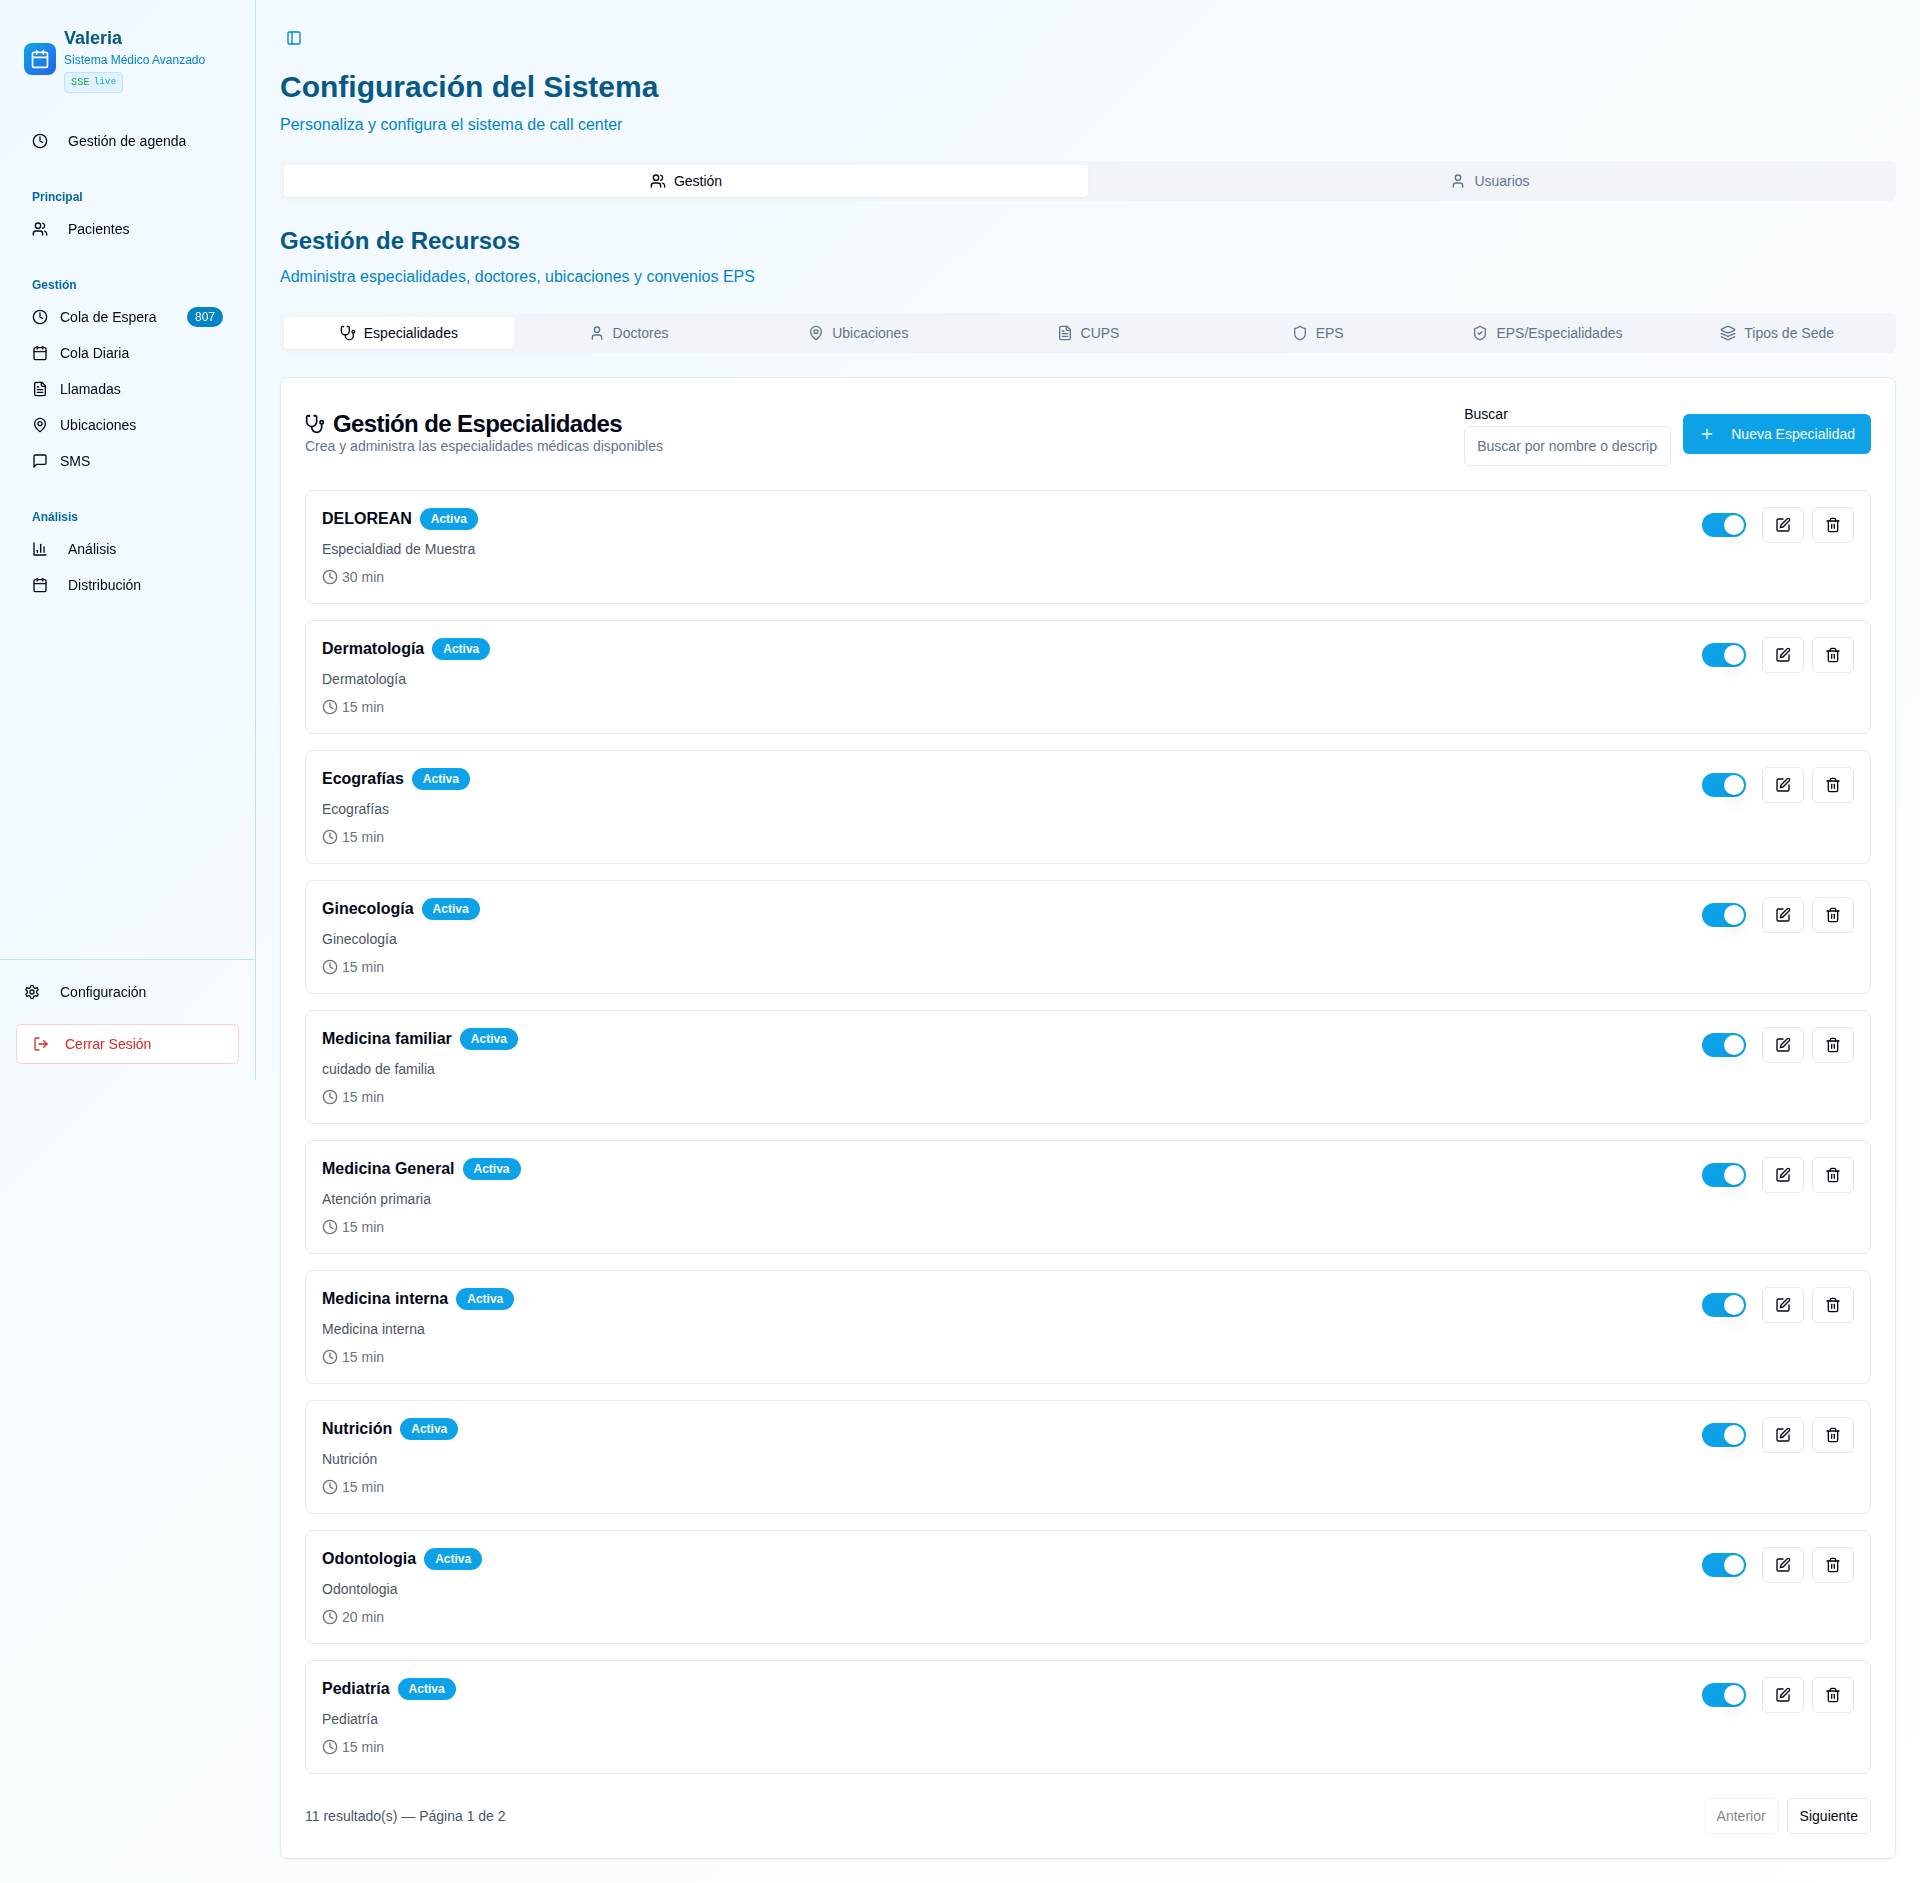 Valeria
Sistema Médico Avanzado
SSE live
Gestión de agenda
Principal
Pacientes
Gestión
Cola de Espera 807
Cola Diaria
Llamadas
Ubicaciones
SMS
Análisis
Análisis
Distribución
Configuración
Cerrar Sesión
Configuración del Sistema
Personaliza y configura el sistema de call center
Gestión Usuarios
Gestión de Recursos
Administra especialidades, doctores, ubicaciones y convenios EPS
Especialidades Doctores Ubicaciones CUPS EPS EPS/Especialidades Tipos de Sede
Gestión de Especialidades
Crea y administra las especialidades médicas disponibles
Buscar
Buscar por nombre o descrip
Nueva Especialidad
DELOREAN Activa
Especialdiad de Muestra
30 min
Dermatología Activa
Dermatología
15 min
Ecografías Activa
Ecografías
15 min
Ginecología Activa
Ginecología
15 min
Medicina familiar Activa
cuidado de familia
15 min
Medicina General Activa
Atención primaria
15 min
Medicina interna Activa
Medicina interna
15 min
Nutrición Activa
Nutrición
15 min
Odontologia Activa
Odontologia
20 min
Pediatría Activa
Pediatría
15 min
11 resultado(s) — Página 1 de 2
Anterior Siguiente